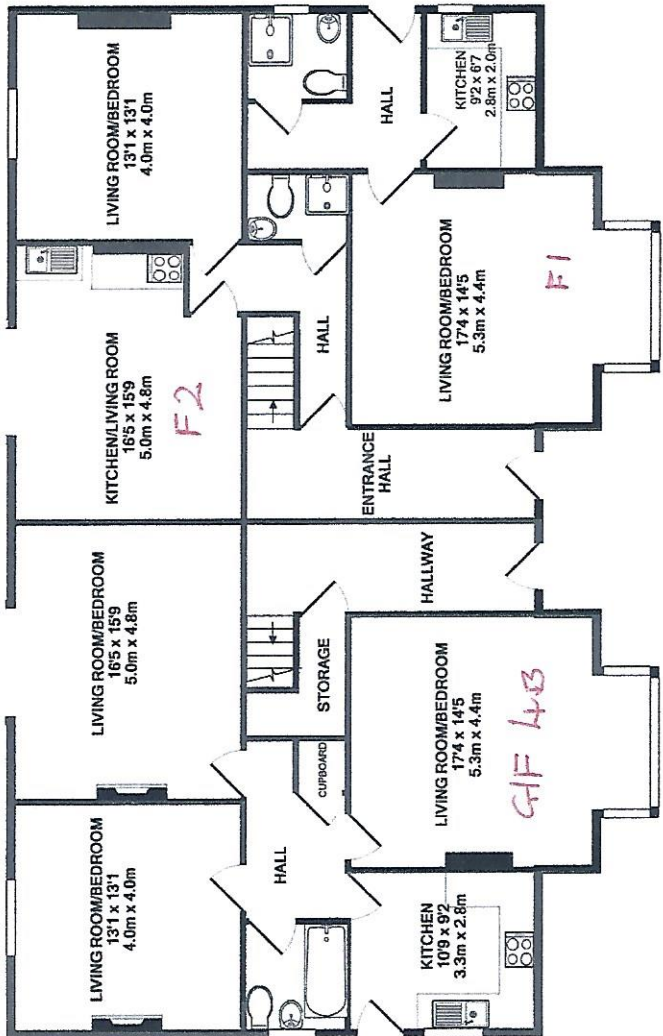 LIVING ROOM/BEDROOM
13'1 x 13'1
4.0m x 4.0m
LIVING ROOM/BEDROOM
16'5 x 15'9
5.0m x 4.8m
KITCHEN/LIVING ROOM
16'5 x 15'9
5.0m x 4.8m
F2
LIVING ROOM/BEDROOM
13'1 x 13'1
4.0m x 4.0m
HALL
CUPBOARD
STORAGE
HALLWAY
ENTRANCE
HALL
HALL
HALL
KITCHEN
10'9 x 9'2
3.3m x 2.8m
LIVING ROOM/BEDROOM
17'4 x 14'5
5.3m x 4.4m
G/F 4B
LIVING ROOM/BEDROOM
17'4 x 14'5
5.3m x 4.4m
F1
KITCHEN
9'2 x 6'7
2.8m x 2.0m